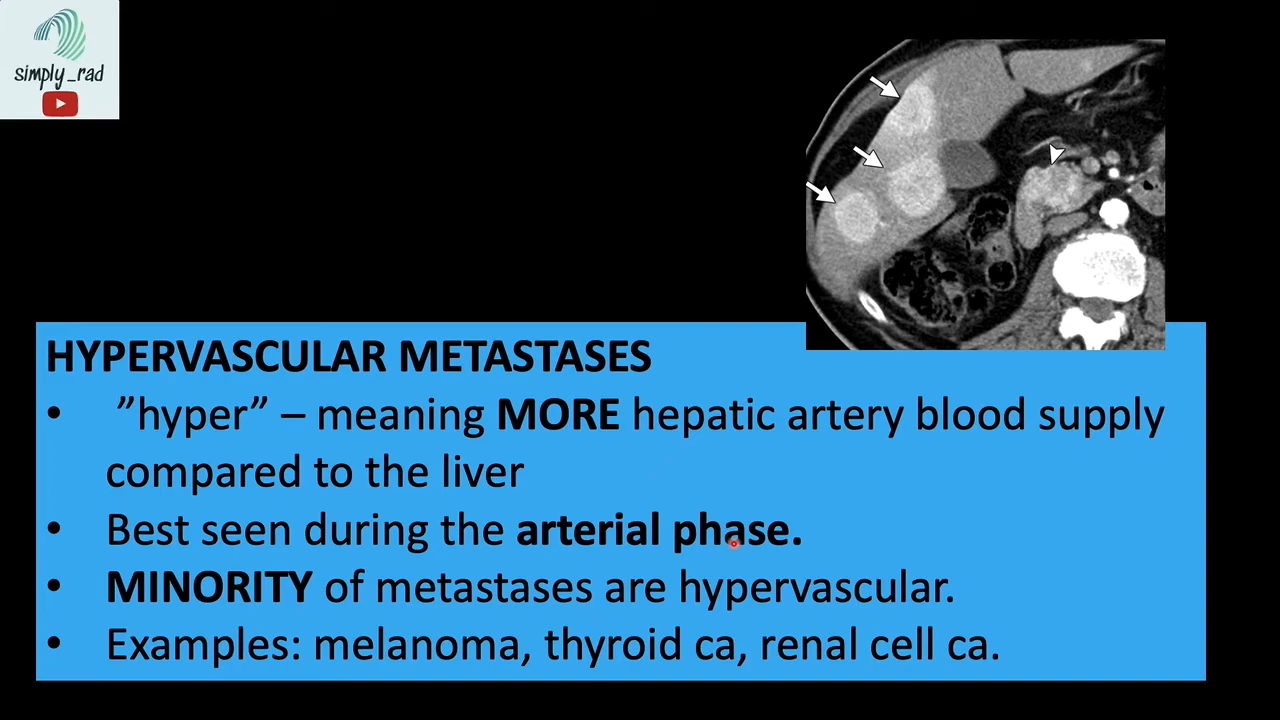 simply_rad
HYPERVASCULAR METASTASES
• ”hyper” – meaning MORE hepatic artery blood supply
compared to the liver
• Best seen during the arterial phase.
• MINORITY of metastases are hypervascular.
• Examples: melanoma, thyroid ca, renal cell ca.